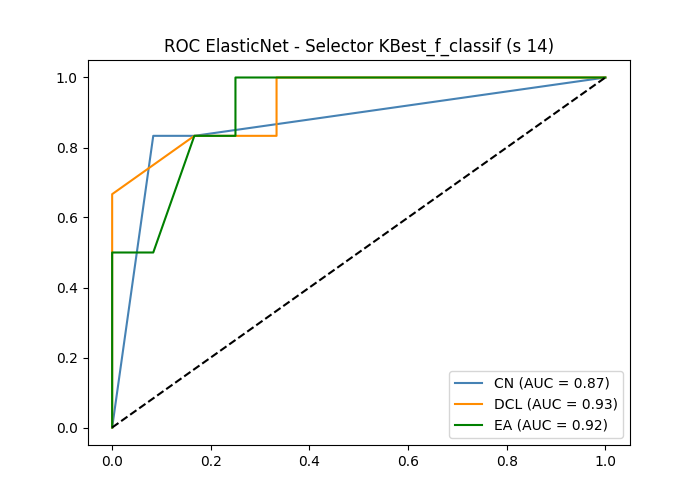 ROC ElasticNet - Selector KBest_f_classif (s 14)
1.0
0.8
0.6
0.4
0.2
0.0
CN (AUC = 0.87)
DCL (AUC = 0.93)
EA (AUC = 0.92)
0.0 0.2 0.4 0.6 0.8 1.0